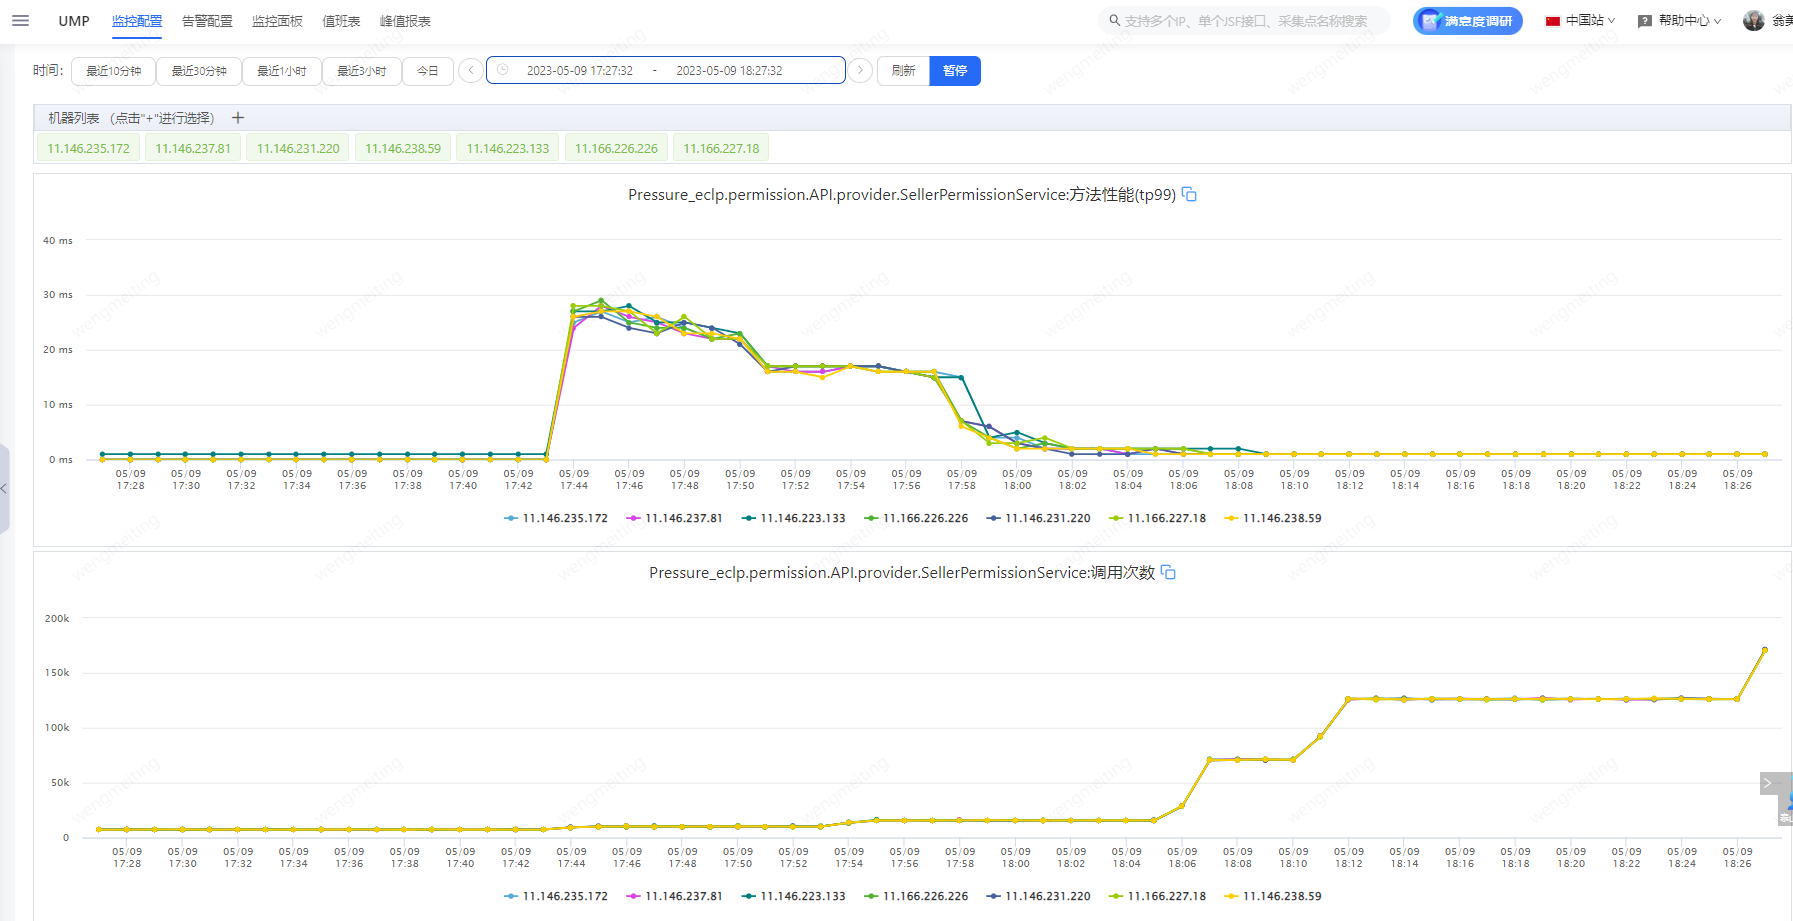 UMP 监控配置 告警配置 监控面板 值班表 峰值报表 支持多个IP、单个JSF接口、采集点名称搜索 满意度调研 中国站 帮助中心
时间: 最近10分钟 最近30分钟 最近1小时 最近3小时 今日 2023-05-09 17:27:32 - 2023-05-09 18:27:32 刷新 暂停
机器列表 (点击"+"进行选择) +
11.146.235.172 11.146.237.81 11.146.231.220 11.146.238.59 11.146.223.133 11.166.226.226 11.166.227.18
Pressure_eclp.permission.API.provider.SellerPermissionService:方法性能(tp99)
40 ms
30 ms
20 ms
10 ms
0 ms
05/09 05/09 05/09 05/09 05/09 05/09 05/09 05/09 05/09 05/09 05/09 05/09 05/09 05/09 05/09 05/09 05/09 05/09 05/09 05/09 05/09 05/09 05/09 05/09 05/09 05/09 05/09 05/09 05/09 05/09
17:28 17:30 17:32 17:34 17:36 17:38 17:40 17:42 17:44 17:46 17:48 17:50 17:52 17:54 17:56 17:58 18:00 18:02 18:04 18:06 18:08 18:10 18:12 18:14 18:16 18:18 18:20 18:22 18:24 18:26
11.146.235.172 11.146.237.81 11.146.223.133 11.166.226.226 11.146.231.220 11.166.227.18 11.146.238.59
Pressure_eclp.permission.API.provider.SellerPermissionService:调用次数
200k
150k
100k
50k
0
05/09 05/09 05/09 05/09 05/09 05/09 05/09 05/09 05/09 05/09 05/09 05/09 05/09 05/09 05/09 05/09 05/09 05/09 05/09 05/09 05/09 05/09 05/09 05/09 05/09 05/09 05/09 05/09 05/09 05/09
17:28 17:30 17:32 17:34 17:36 17:38 17:40 17:42 17:44 17:46 17:48 17:50 17:52 17:54 17:56 17:58 18:00 18:02 18:04 18:06 18:08 18:10 18:12 18:14 18:16 18:18 18:20 18:22 18:24 18:26
11.146.235.172 11.146.237.81 11.146.223.133 11.166.226.226 11.146.231.220 11.166.227.18 11.146.238.59
wengmeiting